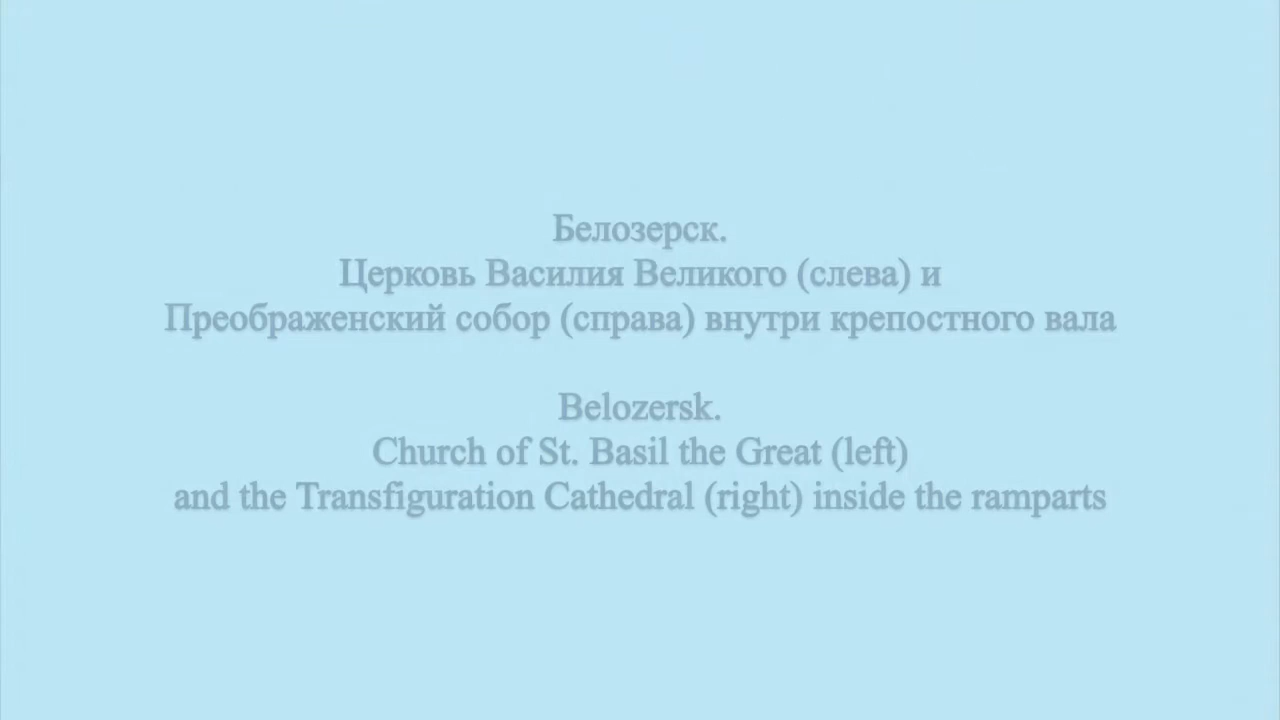 Белозерск.
Церковь Василия Великого (слева) и
Преображенский собор (справа) внутри крепостного вала
Belozersk.
Church of St. Basil the Great (left)
and the Transfiguration Cathedral (right) inside the ramparts